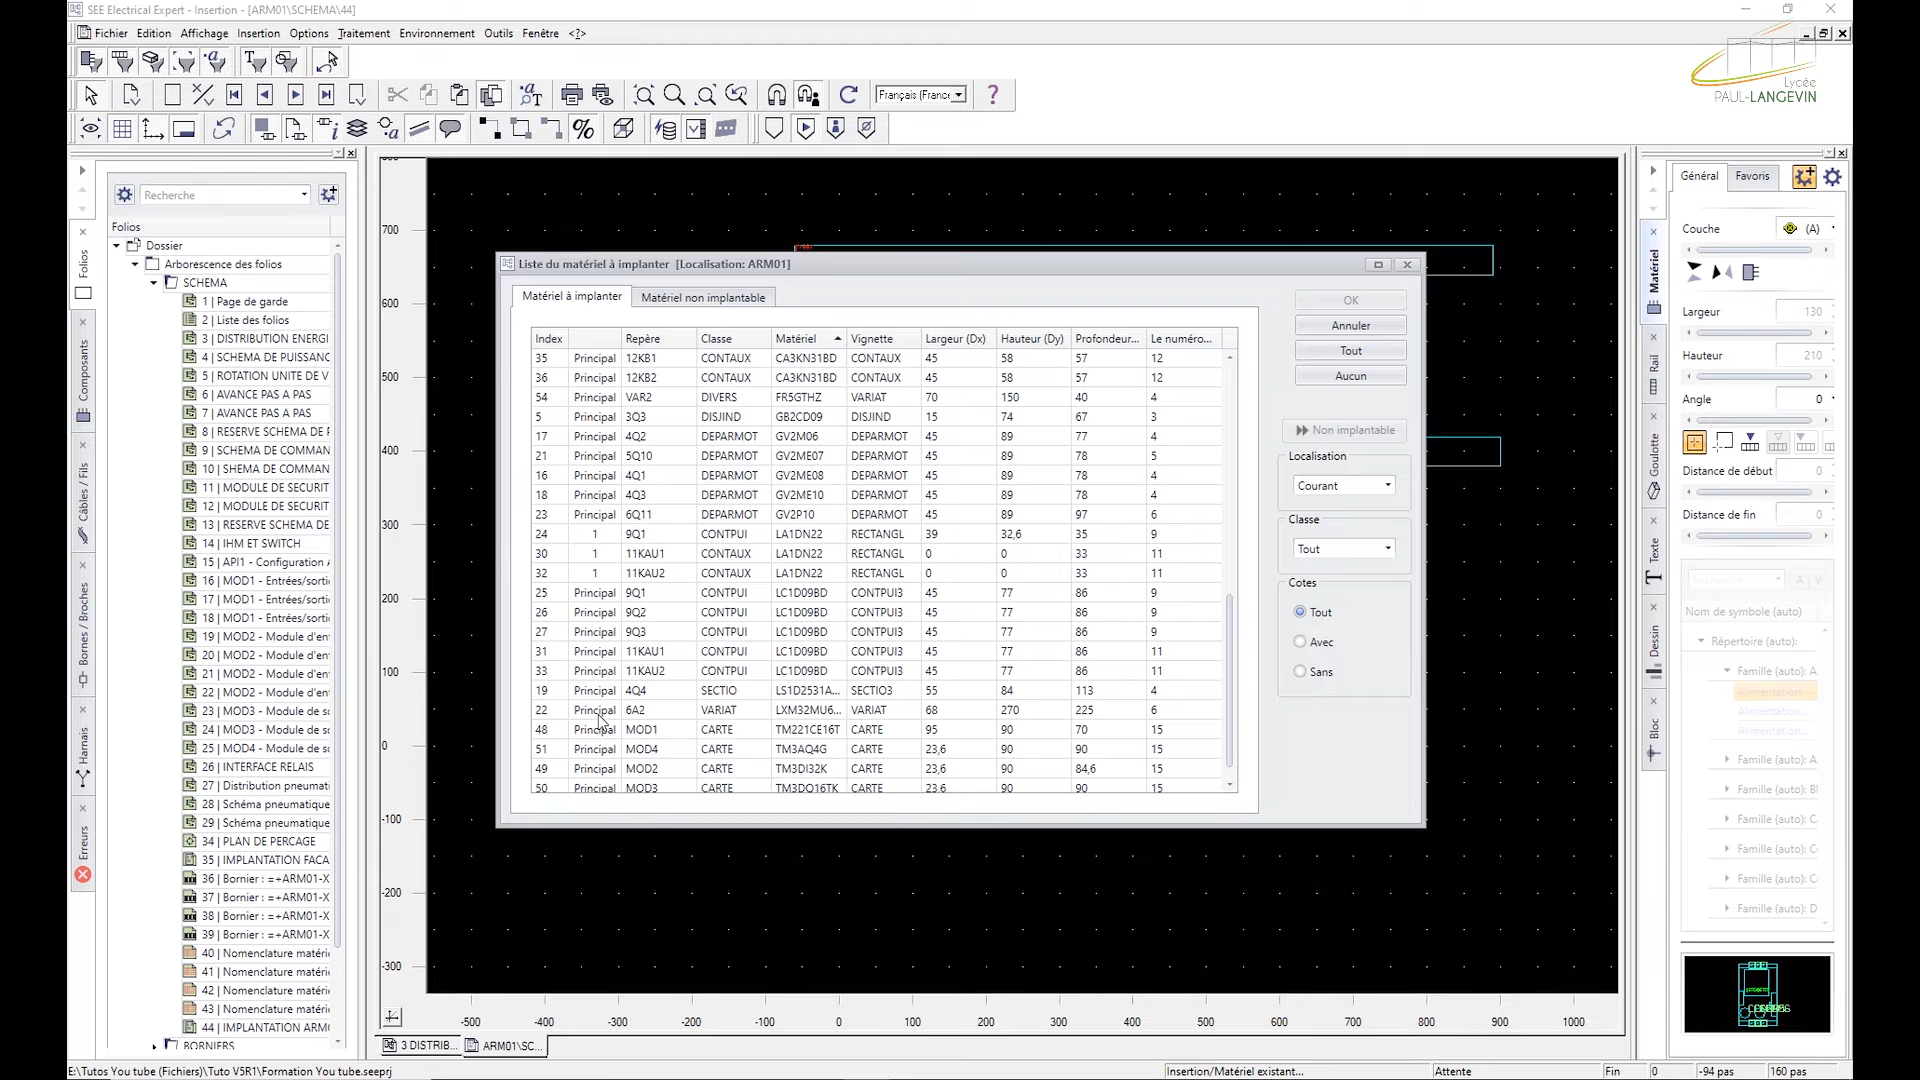 SEE Electrical Expert - Insertion - [ARM01\SCHEMA\44]
Fichier Edition Affichage Insertion Options Traitement Environnement Outils Fenêtre <?>
Lycée
PAUL-LANGEVIN
Français (France
Recherche
Folios
Dossier
Arborescence des folios
SCHEMA
1 | Page de garde
2 | Liste des folios
3 | DISTRIBUTION ENERGI
4 | SCHEMA DE PUISSANC
5 | ROTATION UNITE DE V
6 | AVANCE PAS A PAS
7 | AVANCE PAS A PAS
8 | RESERVE SCHEMA DE F
9 | SCHEMA DE COMMAN
10 | SHEMA DE COMMAN
11 | MODULE DE SECURIT
12 | MODULE DE SECURIT
13 | RESERVE SCHEMA DE
14 | IHM ET SWITCH
15 | API1 - Configuration A
16 | MOD1 - Entrées/sorti
17 | MOD1 - Entrées/sorti
18 | MOD1 - Entrées/sorti
19 | MOD2 - Module d'en
20 | MOD2 - Module d'en
21 | MOD2 - Module d'en
22 | MOD2 - Module d'en
23 | MOD3 - Module de so
24 | MOD3 - Module de so
25 | MOD4 - Module de so
26 | INTERFACE RELAIS
27 | Distribution pneumat
28 | Schéma pneumatique
29 | Schéma pneumatique
34 | PLAN DE PERCAGE
35 | IMPLANTATION FACA
36 | Bornier : =+ARM01-X
37 | Bornier : =+ARM01-X
38 | Bornier : =+ARM01-X
39 | Bornier : =+ARM01-X
40 | Nomenclature matéri
41 | Nomenclature matéri
42 | Nomenclature matéri
43 | Nomenclature matéri
44 | IMPLANTATION ARM0
BORNIERS
Folios
Composants
Câbles / Fils
Bornes / Broches
Harnais
Erreurs
700
600
500
400
300
200
100
0
-100
-200
-300
-500 -400 -300 -200 -100 0 100 200 300 400 500 600 700 800 900 1000
Liste du matériel à implanter [Localisation: ARM01]
Matériel à implanter Matériel non implantable
Index Repère Classe Matériel Vignette Largeur (Dx) Hauteur (Dy) Profondeur... Le numéro...
35 Principal 12KB1 CONTAUX CA3KN31BD CONTAUX 45 58 57 12
36 Principal 12KB2 CONTAUX CA3KN31BD CONTAUX 45 58 57 12
54 Principal VAR2 DIVERS FR5GTHZ VARIAT 70 150 40 4
5 Principal 3Q3 DISJIND GB2CD09 DISJIND 15 74 67 3
17 Principal 4Q2 DEPARMOT GV2M06 DEPARMOT 45 89 77 4
21 Principal 5Q10 DEPARMOT GV2ME07 DEPARMOT 45 89 78 5
16 Principal 4Q1 DEPARMOT GV2ME08 DEPARMOT 45 89 78 4
18 Principal 4Q3 DEPARMOT GV2ME10 DEPARMOT 45 89 78 4
23 Principal 6Q11 DEPARMOT GV2P10 DEPARMOT 45 89 97 6
24 1 9Q1 CONTPUI LA1DN22 RECTANGL 39 32,6 35 9
30 1 11KAU1 CONTAUX LA1DN22 RECTANGL 0 0 33 11
32 1 11KAU2 CONTAUX LA1DN22 RECTANGL 0 0 33 11
25 Principal 9Q1 CONTPUI LC1D09BD CONTPUI3 45 77 86 9
26 Principal 9Q2 CONTPUI LC1D09BD CONTPUI3 45 77 86 9
27 Principal 9Q3 CONTPUI LC1D09BD CONTPUI3 45 77 86 9
31 Principal 11KAU1 CONTPUI LC1D09BD CONTPUI3 45 77 86 11
33 Principal 11KAU2 CONTPUI LC1D09BD CONTPUI3 45 77 86 11
19 Principal 4Q4 SECTIO LS1D2531A... SECTIO3 55 84 113 4
22 Principal 6A2 VARIAT LXM32MU6... VARIAT 68 270 225 6
48 Principal MOD1 CARTE TM221CE16T CARTE 95 90 70 15
51 Principal MOD4 CARTE TM3AQ4G CARTE 23,6 90 90 15
49 Principal MOD2 CARTE TM3DI32K CARTE 23,6 90 84,6 15
50 Principal MOD3 CARTE TM3DQ16TK CARTE 23,6 90 90 15
OK
Annuler
Tout
Aucun
Non implantable
Localisation
Courant
Classe
Tout
Cotes
Tout
Avec
Sans
Matériel
Rail
Goulotte
Texte
Dessin
Bloc
Général Favoris
Couche (A)
Largeur 130
Hauteur 210
Angle 0
Distance de début 0
Distance de fin 0
Nom de symbole (auto)
Répertoire (auto):
Famille (auto): A
Alimentation...
Alimentation...
Alimentation...
Famille (auto): A
Famille (auto): Bl
Famille (auto): C
Famille (auto): C
Famille (auto): C
Famille (auto): D
3 DISTRIB... ARM01\SC...
E:\Tutos You tube (Fichiers)\Tuto V5R1\Formation You tube.seeprj Insertion/Matériel existant... Attente Fin 0 -94 pas 160 pas